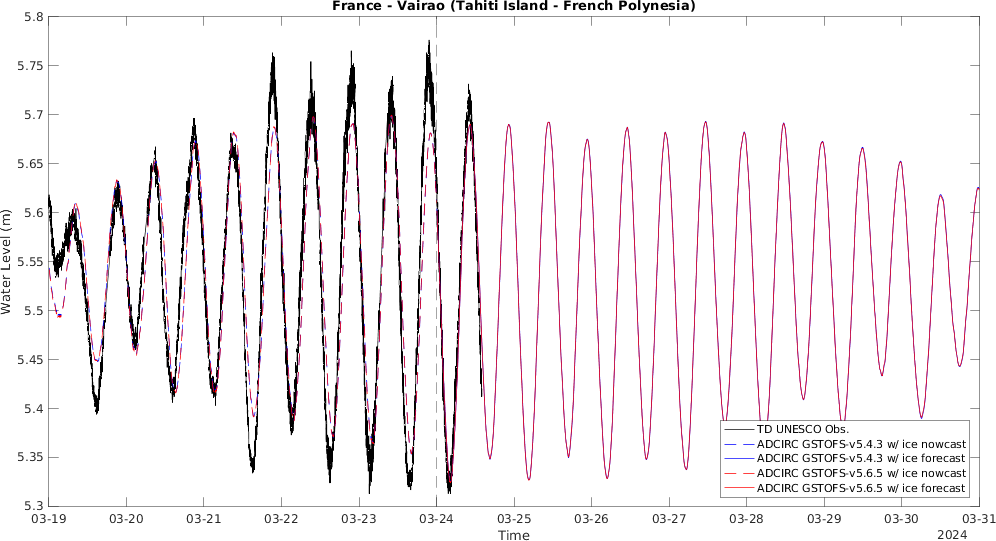 France - Vairao (Tahiti Island - French Polynesia)
5.8
5.75
5.7
5.65
5.6
5.55
5.5
5.45
5.4
5.35
5.3
Water Level (m)
TD UNESCO Obs.
ADCIRC GSTOFS-v5.4.3 w/ ice nowcast
ADCIRC GSTOFS-v5.4.3 w/ ice forecast
ADCIRC GSTOFS-v5.6.5 w/ ice nowcast
ADCIRC GSTOFS-v5.6.5 w/ ice forecast
03-19 03-20 03-21 03-22 03-23 03-24 03-25 03-26 03-27 03-28 03-29 03-30 03-31
Time
2024